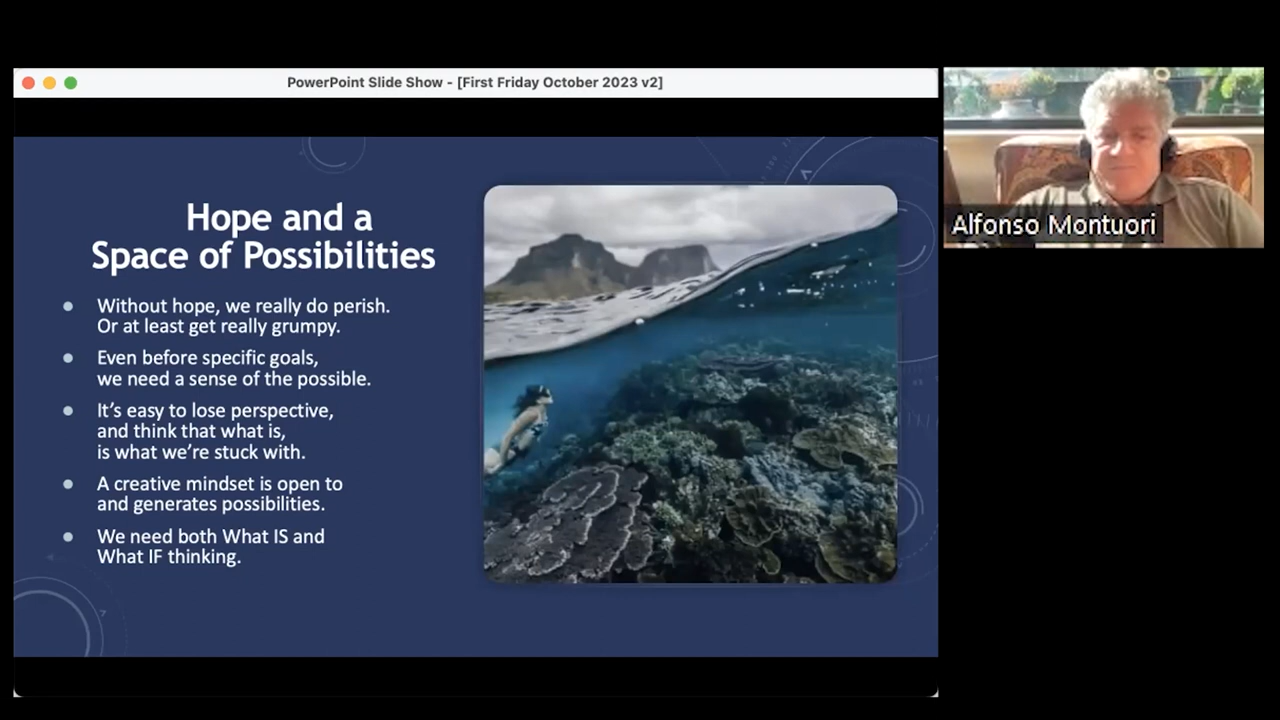 PowerPoint Slide Show - [First Friday October 2023 v2]
Hope and a
Space of Possibilities
Without hope, we really do perish.
Or at least get really grumpy.
Even before specific goals,
we need a sense of the possible.
It's easy to lose perspective,
and think that what is,
is what we're stuck with.
A creative mindset is open to
and generates possibilities.
We need both What IS and
What IF thinking.
Alfonso Montuori